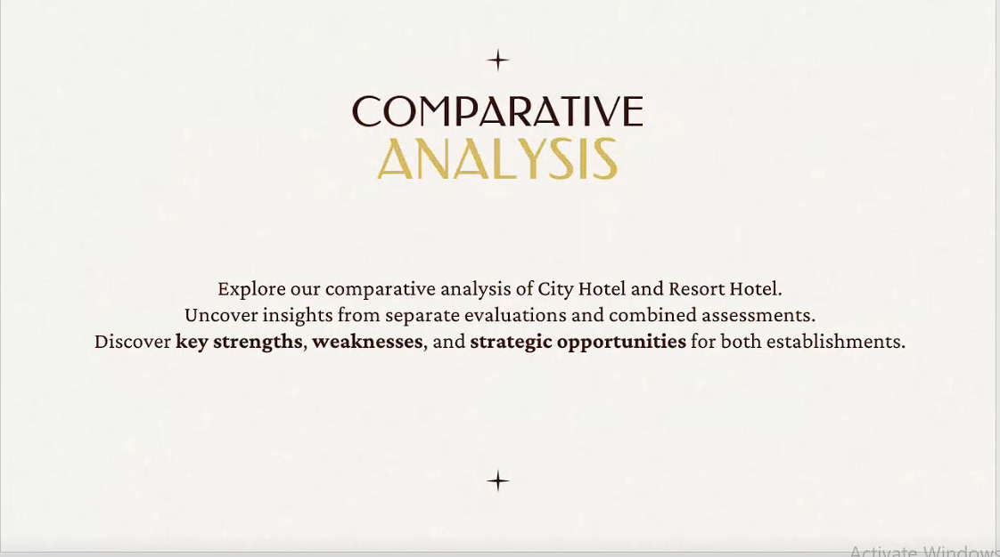 COMPARATIVE
ANALYSIS
Explore our comparative analysis of City Hotel and Resort Hotel.
Uncover insights from separate evaluations and combined assessments.
Discover key strengths, weaknesses, and strategic opportunities for both establishments.
Activate Windows